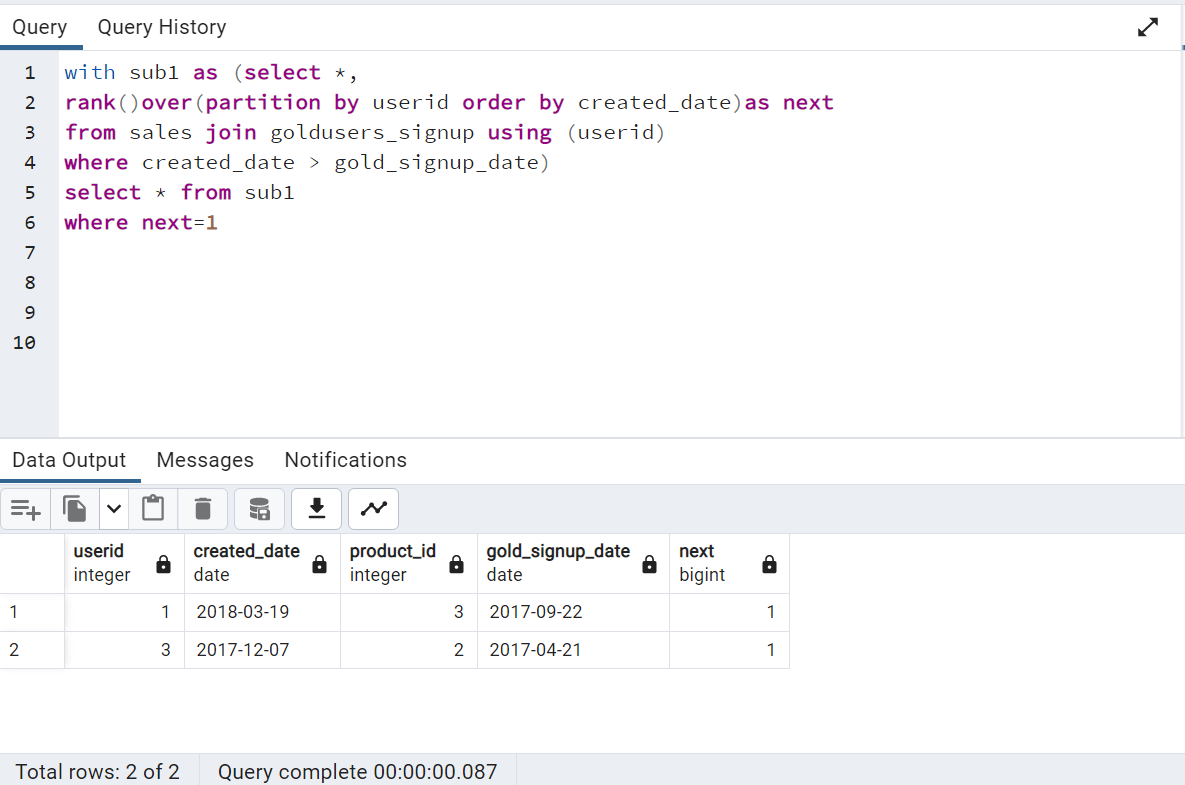 Query Query History
1 with sub1 as (select *,
2 rank()over(partition by userid order by created_date)as next
3 from sales join goldusers_signup using (userid)
4 where created_date > gold_signup_date)
5 select * from sub1
6 where next=1
7
8
9
10
Data Output Messages Notifications
userid created_date product_id gold_signup_date next
integer date integer date bigint
1 1 2018-03-19 3 2017-09-22 1
2 3 2017-12-07 2 2017-04-21 1
Total rows: 2 of 2 Query complete 00:00:00.087